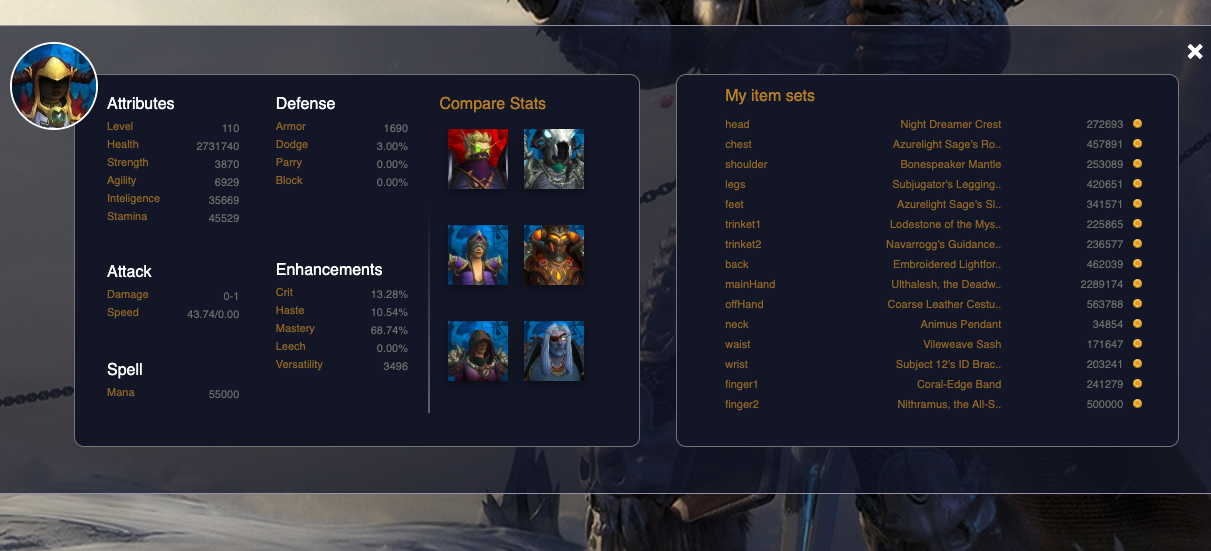 Attributes
Level 110
Health 2731740
Strength 3870
Agility 6929
Inteligence 35669
Stamina 45529
Attack
Damage 0-1
Speed 43.74/0.00
Spell
Mana 55000
Defense
Armor 1690
Dodge 3.00%
Parry 0.00%
Block 0.00%
Enhancements
Crit 13.28%
Haste 10.54%
Mastery 68.74%
Leech 0.00%
Versatility 3496
Compare Stats
My item sets
head Night Dreamer Crest 272693
chest Azurelight Sage's Ro.. 457891
shoulder Bonespeaker Mantle 253089
legs Subjugator's Legging.. 420651
feet Azurelight Sage's Sl.. 341571
trinket1 Lodestone of the Mys.. 225865
trinket2 Navarrogg's Guidance.. 236577
back Embroidered Lightfor.. 462039
mainHand Ulthalesh, the Deadw.. 2289174
offHand Coarse Leather Cestu.. 563788
neck Animus Pendant 34854
waist Vileweave Sash 171647
wrist Subject 12's ID Brac.. 203241
finger1 Coral-Edge Band 241279
finger2 Nithramus, the All-S.. 500000